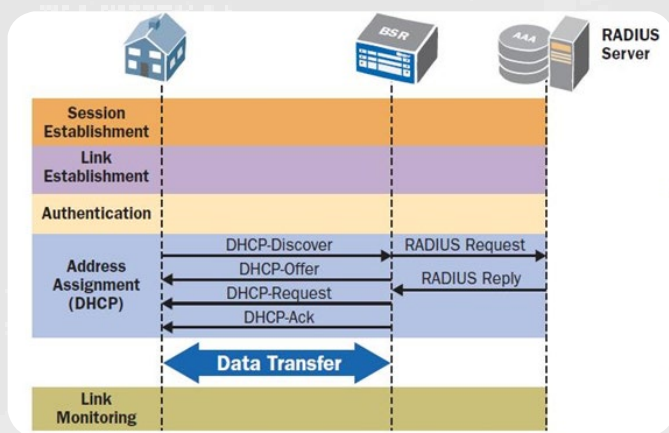 BSR
AAA
RADIUS
Server
Session
Establishment
Link
Establishment
Authentication
Address
Assignment
(DHCP)
DHCP-Discover
RADIUS Request
DHCP-Offer
RADIUS Reply
DHCP-Request
DHCP-Ack
Data Transfer
Link
Monitoring